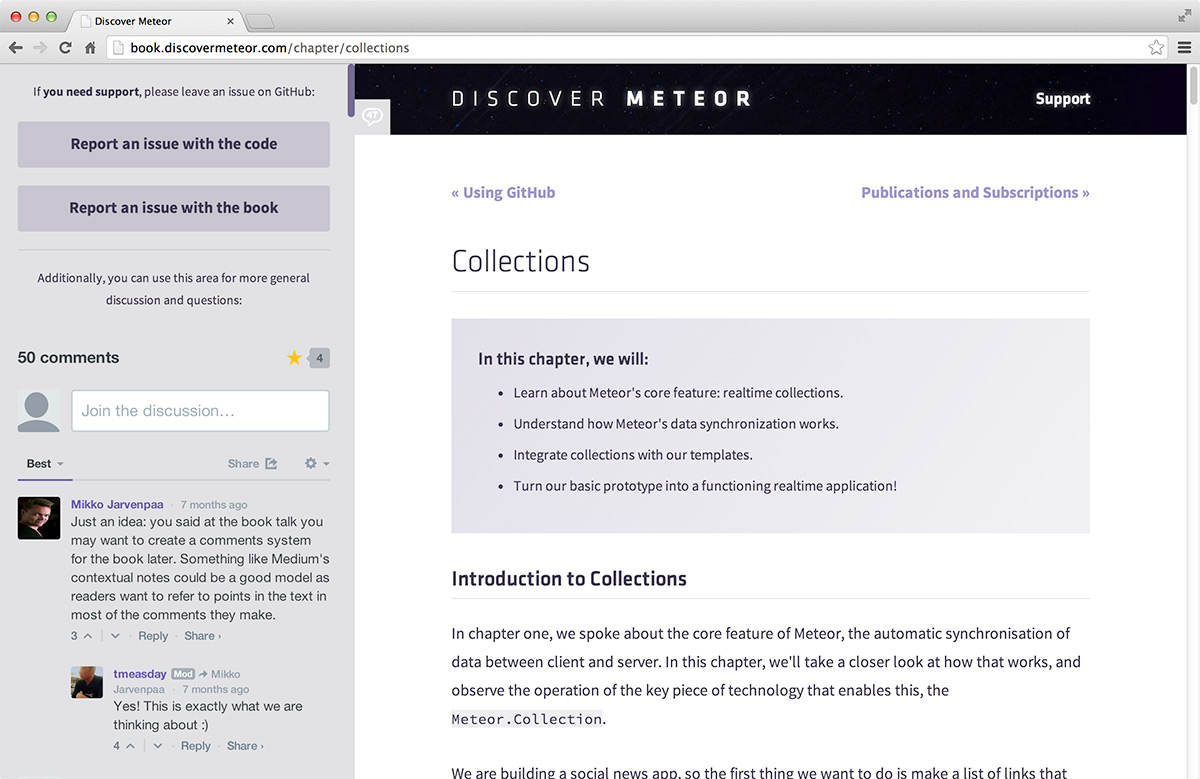 Discover Meteor
book.discovermeteor.com/chapter/collections
If you need support, please leave an issue on GitHub:
Report an issue with the code
Report an issue with the book
Additionally, you can use this area for more general
discussion and questions:
50 comments
4
Join the discussion…
Best
Share
Mikko Jarvenpaa · 7 months ago
Just an idea: you said at the book talk you
may want to create a comments system
for the book later. Something like Medium's
contextual notes could be a good model as
readers want to refer to points in the text in
most of the comments they make.
3 · Reply · Share ›
tmeasday Mod Mikko
Jarvenpaa · 7 months ago
Yes! This is exactly what we are
thinking about :)
4 · Reply · Share ›
47
DISCOVER METEOR
Support
« Using GitHub
Publications and Subscriptions »
Collections
In this chapter, we will:
• Learn about Meteor's core feature: realtime collections.
• Understand how Meteor's data synchronization works.
• Integrate collections with our templates.
• Turn our basic prototype into a functioning realtime application!
Introduction to Collections
In chapter one, we spoke about the core feature of Meteor, the automatic synchronisation of
data between client and server. In this chapter, we'll take a closer look at how that works, and
observe the operation of the key piece of technology that enables this, the
Meteor.Collection.
We are building a social news app, so the first thing we want to do is make a list of links that